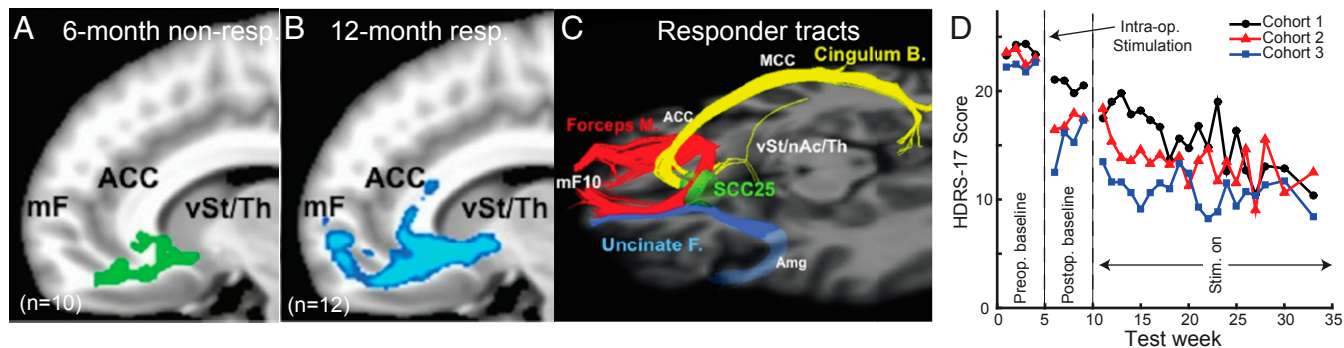 A 6-month non-resp.
ACC
mF
vSt/Th
(n=10)
B 12-month resp.
ACC
mF
vSt/Th
(n=12)
C Responder tracts
Cingulum B.
MCC
ACC
Forceps M.
vSt/nAc/Th
mF10
SCC25
Uncinate F.
Amg
D
Cohort 1
Cohort 2
Cohort 3
Intra-op.
Stimulation
HDRS-17 Score
20
10
0
Preop. baseline
Postop. baseline
Stim. on
0 5 10 15 20 25 30 35
Test week